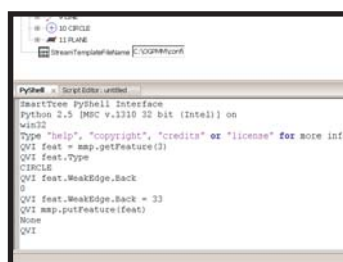 10 CIRCLE
11 PLANE
StreamTemplateFileName C:\OGPMM\confi
PyShell × Script Editor : untitled
SmartTree PyShell Interface
Python 2.5 [MSC v.1310 32 bit (Intel)] on
win32
Type "help", "copyright", "credits" or "license" for more inf
QVI feat = mmp.getFeature(3)
QVI feat.Type
CIRCLE
QVI feat.WeakEdge.Back
0
QVI feat.WeakEdge.Back = 33
QVI mmp.putFeature(feat)
None
QVI